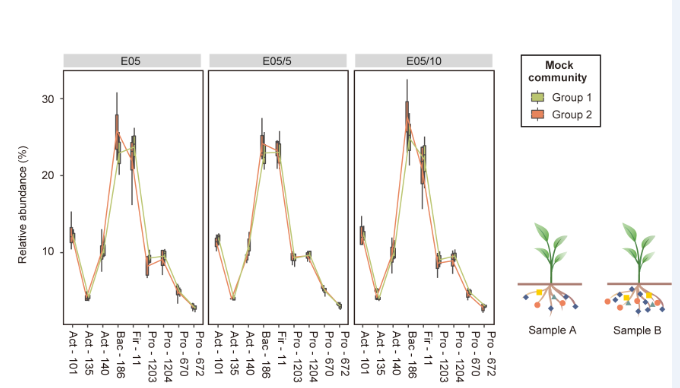 E05
E05/5
E05/10
Mock
community
Group 1
Group 2
Relative abundance (%)
30
20
10
Act - 101
Act - 135
Act - 140
Bac - 186
Fir - 11
Pro - 1203
Pro - 1204
Pro - 670
Pro - 672
Act - 101
Act - 135
Act - 140
Bac - 186
Fir - 11
Pro - 1203
Pro - 1204
Pro - 670
Pro - 672
Act - 101
Act - 135
Act - 140
Bac - 186
Fir - 11
Pro - 1203
Pro - 1204
Pro - 670
Pro - 672
Sample A
Sample B